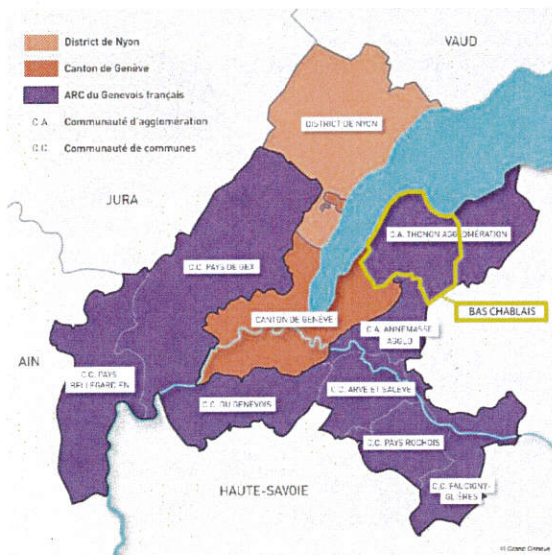 District de Nyon
Canton de Genève
ARC du Genevois français
C.A. Communauté d'agglomération
C.C. Communauté de communes
VAUD
DISTRICT DE NYON
JURA
C.A. THONON AGGLOMÉRATION
C.C. PAYS DE GEX
BAS CHABLAIS
CANTON DE GENÈVE
C.A. ANNEMASSE
AGGLO
AIN
C.C. PAYS
BELLEGARDIEN
C.C. ARVE ET SALÈVE
C.C. DU GENEVOIS
C.C. PAYS ROCHOIS
HAUTE-SAVOIE
C.C. FAUCIGNY-
GLIÈRES
© Grand Genève